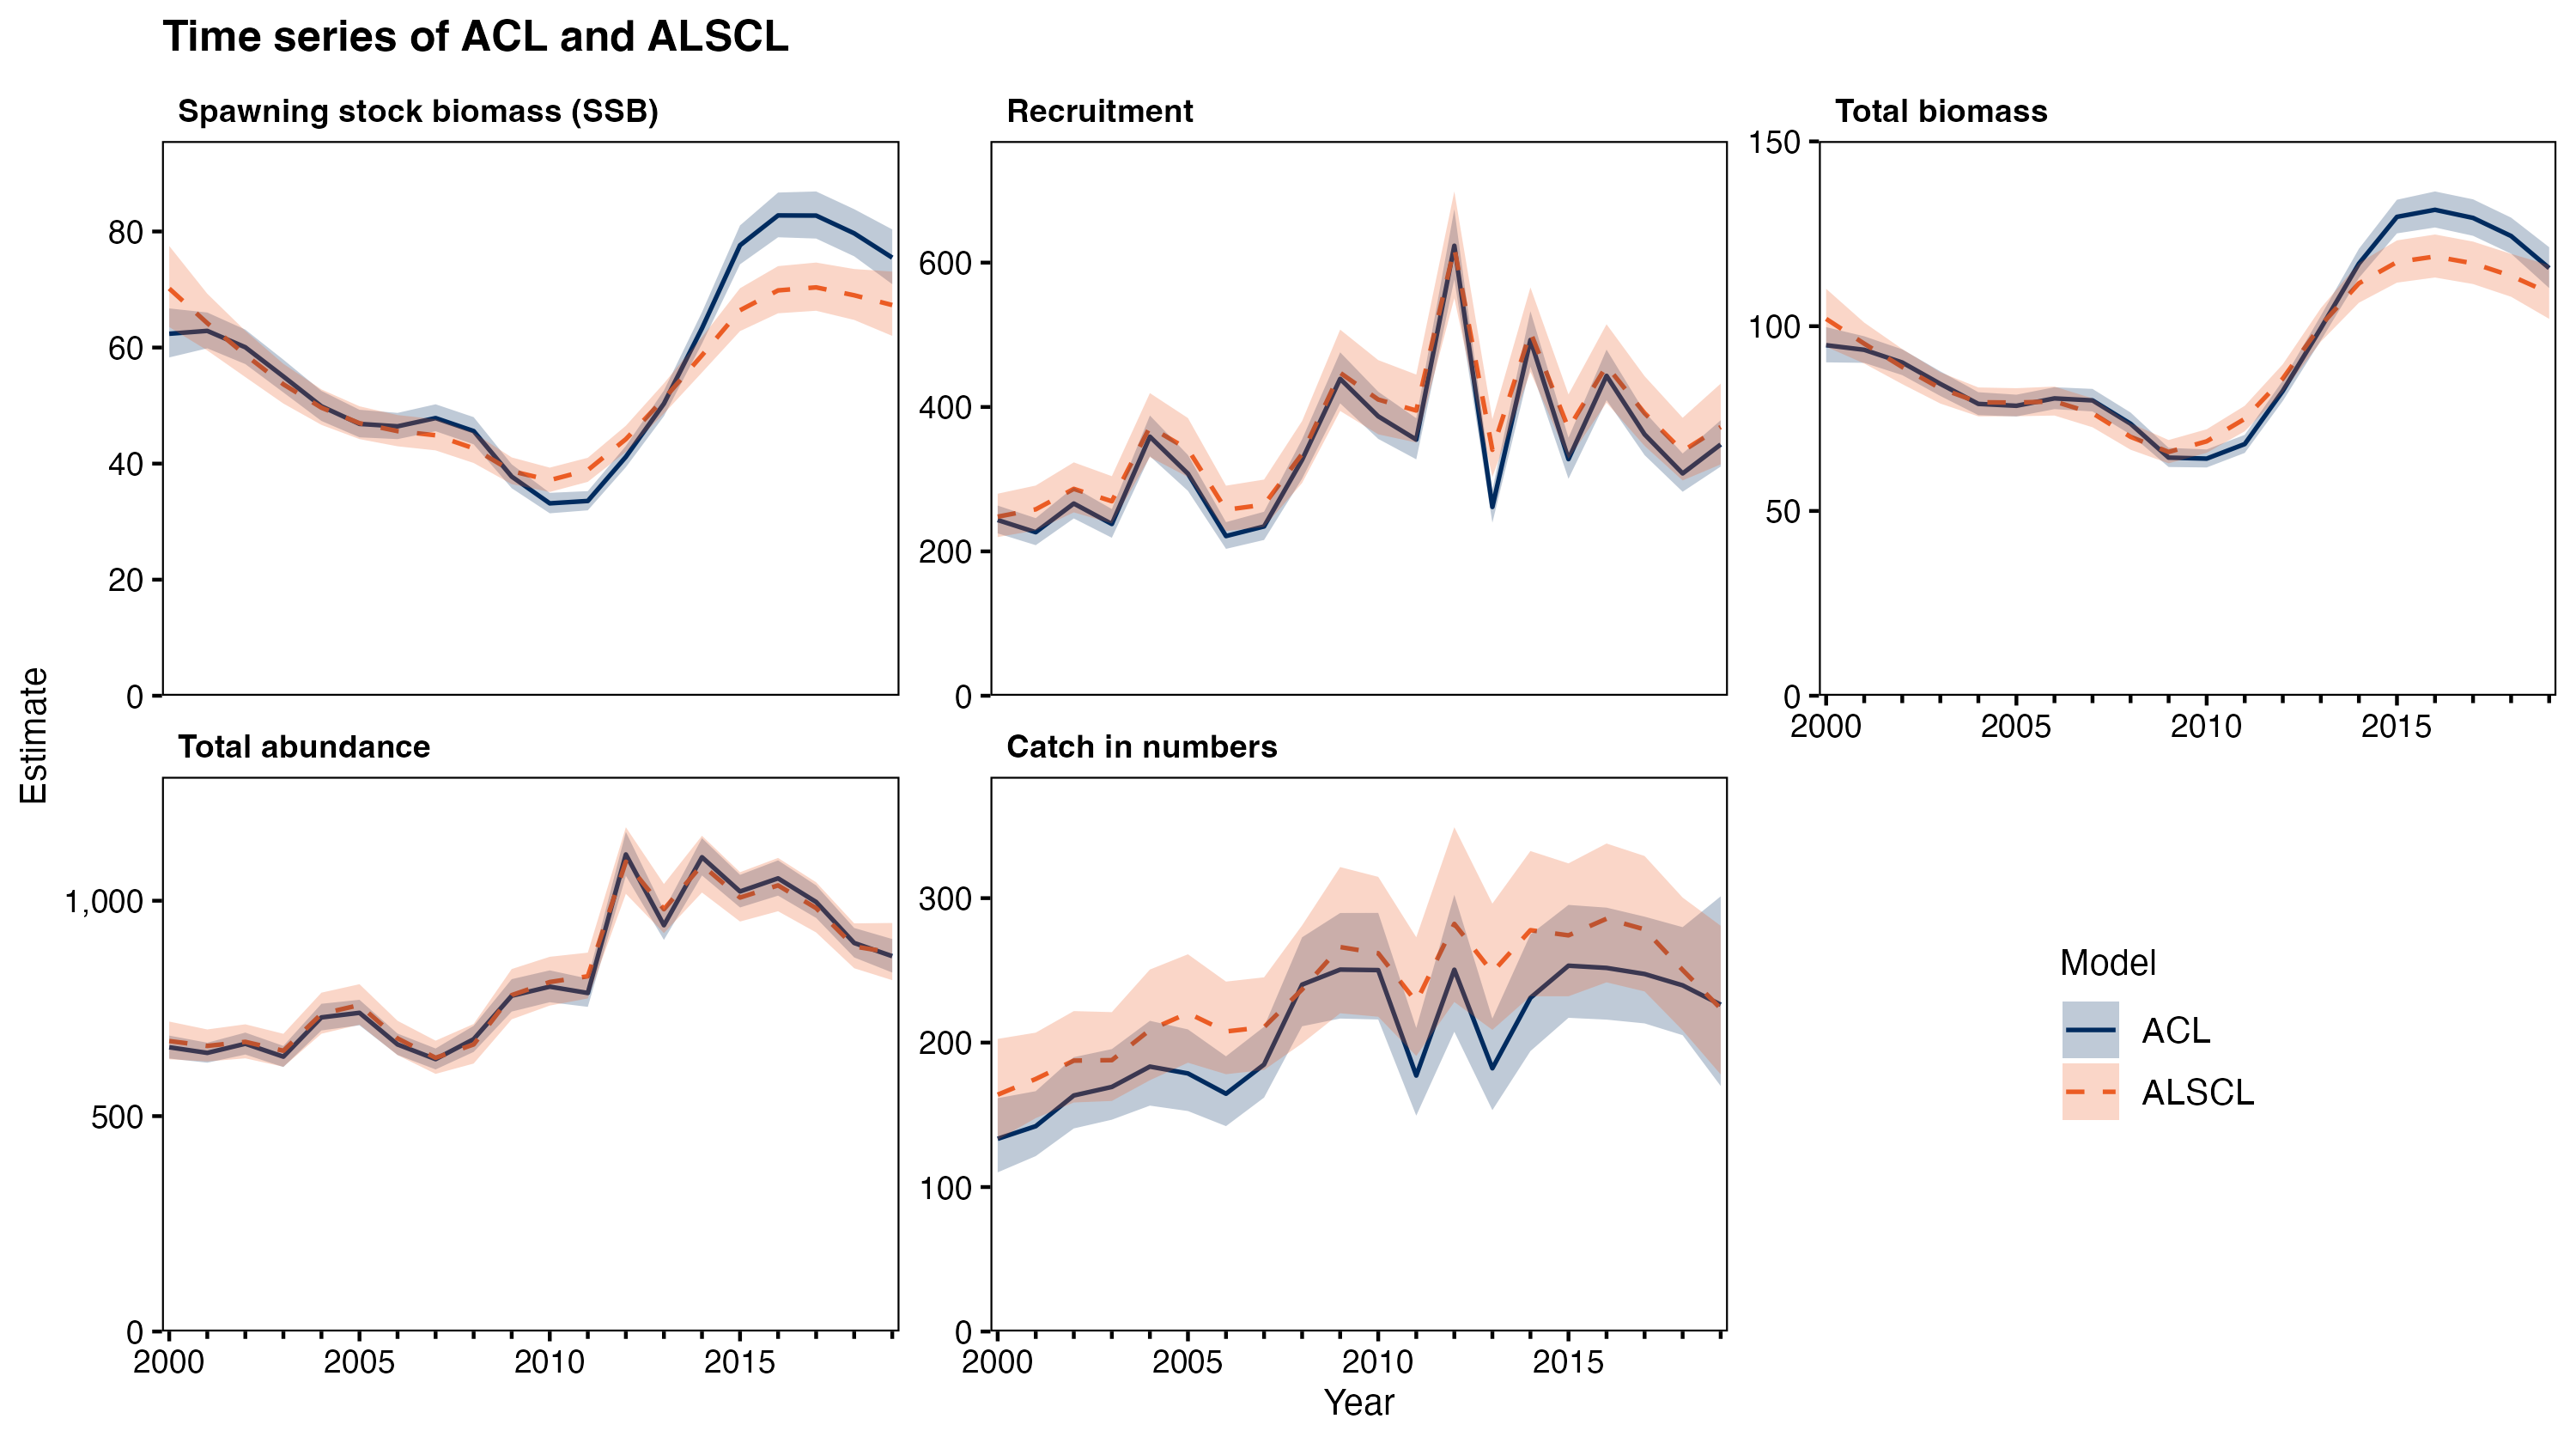 Time series of ACL and ALSCL
Spawning stock biomass (SSB)
Recruitment
Total biomass
80
60
40
20
0
600
400
200
0
150
100
50
0
2000 2005 2010 2015
Estimate
Total abundance
Catch in numbers
1,000
500
0
2000 2005 2010 2015
300
200
100
0
2000 2005 2010 2015
Year
Model
ACL
ALSCL